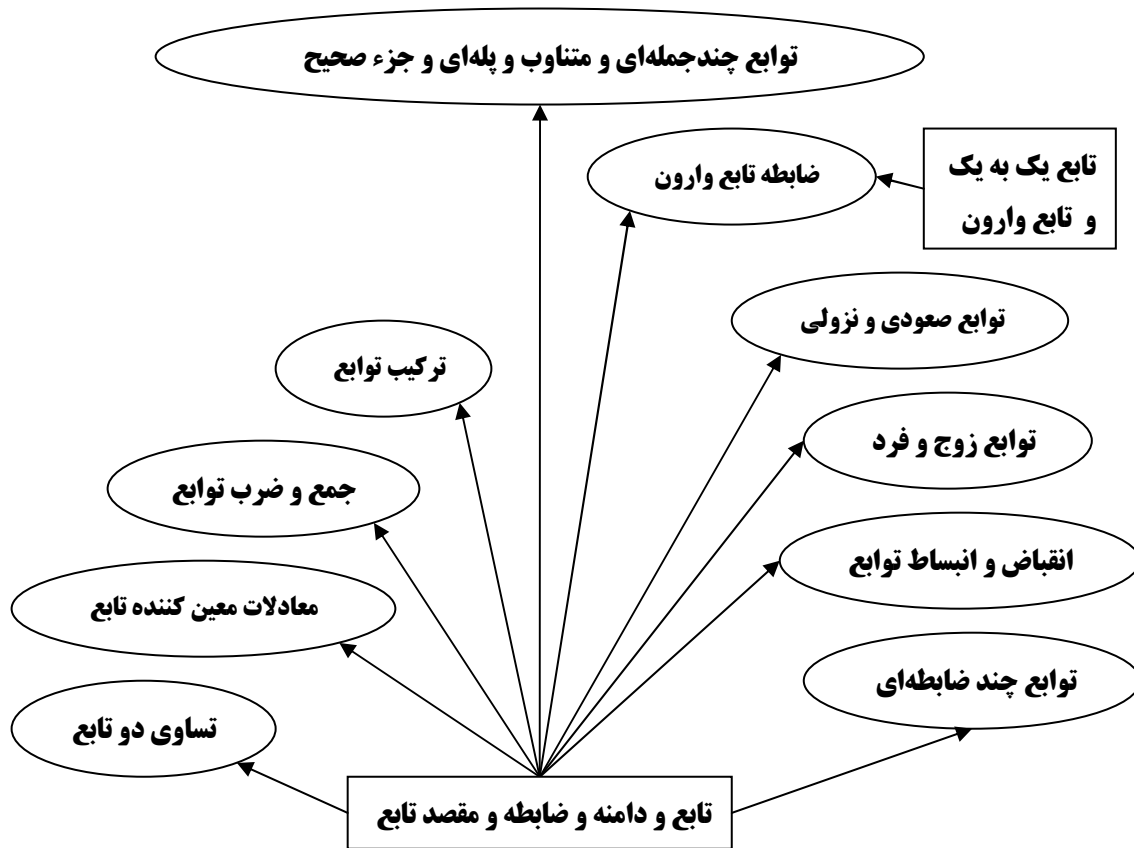 توابع چندجمله‌ای و متناوب و پله‌ای و جزء صحیح
تابع یک به یک
و تابع وارون
ضابطه تابع وارون
توابع صعودی و نزولی
ترکیب توابع
توابع زوج و فرد
جمع و ضرب توابع
انقباض و انبساط توابع
معادلات معین کننده تابع
توابع چند ضابطه‌ای
تساوی دو تابع
تابع و دامنه و ضابطه و مقصد تابع